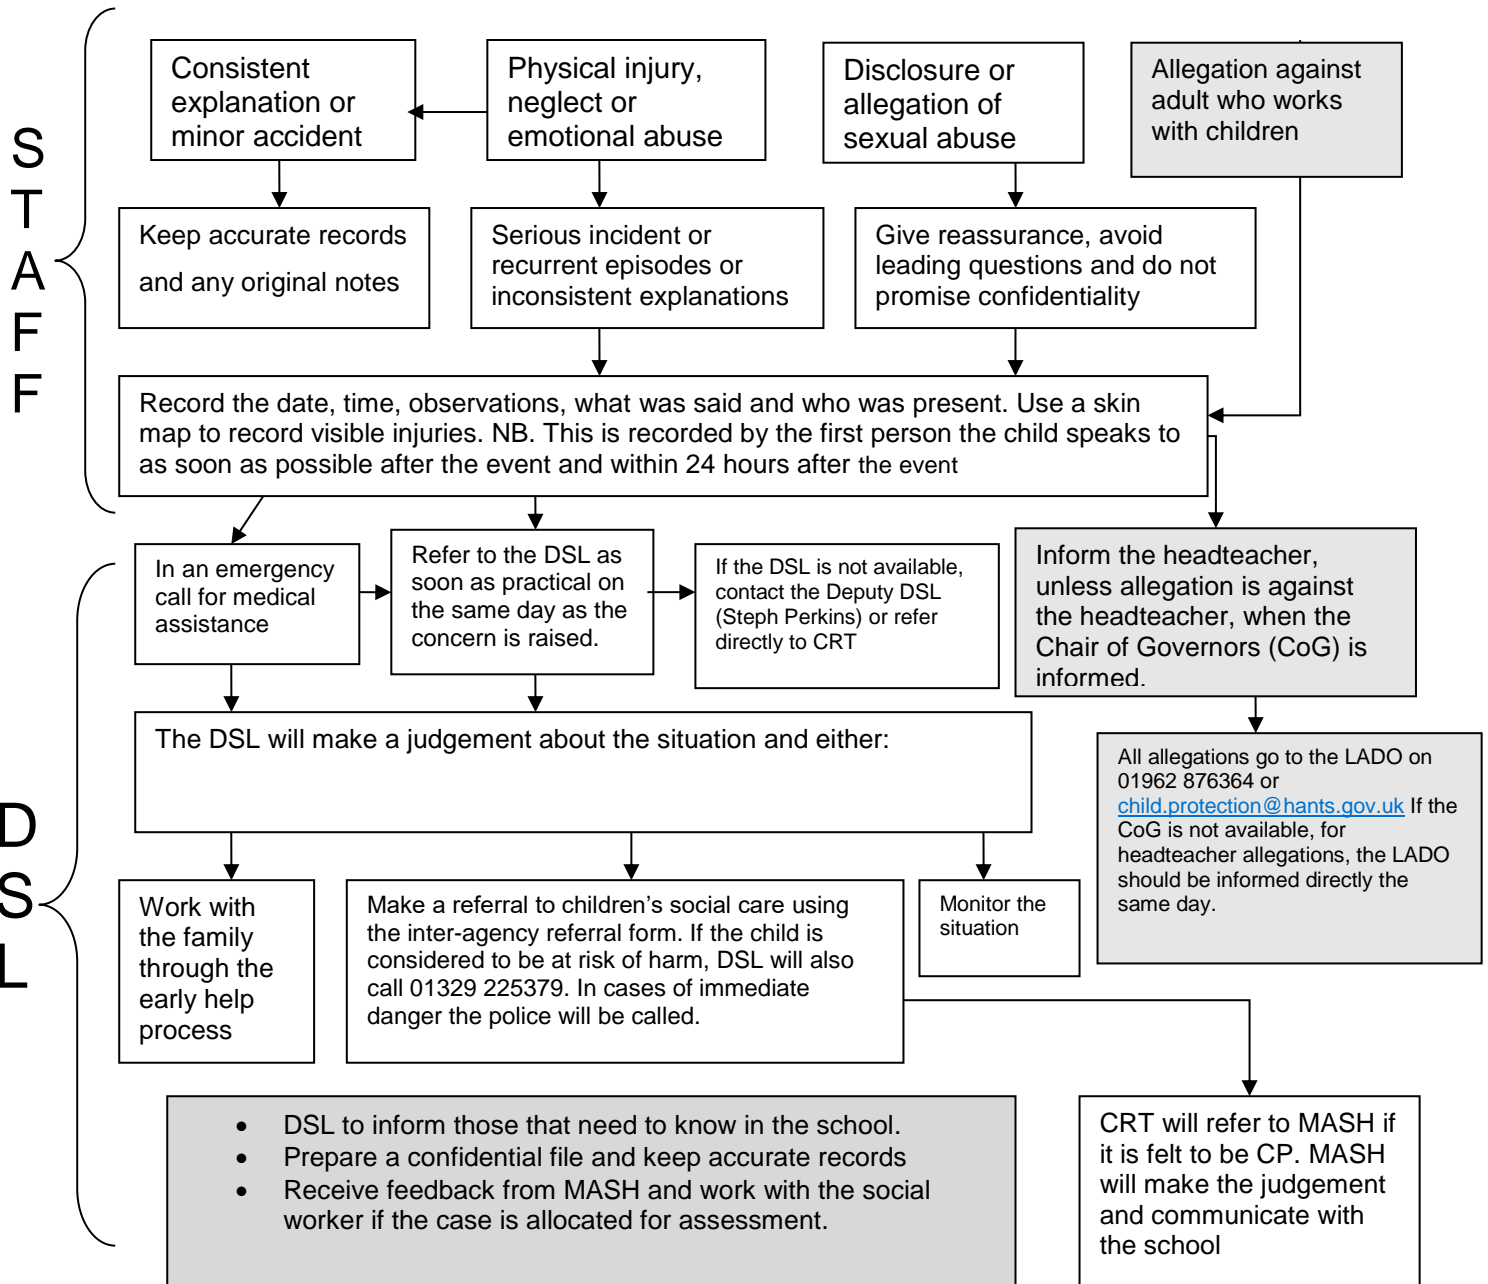 S
T
A
F
F
Consistent
explanation or
minor accident
Physical injury,
neglect or
emotional abuse
Disclosure or
allegation of
sexual abuse
Allegation against
adult who works
with children
Keep accurate records
and any original notes
Serious incident or
recurrent episodes or
inconsistent explanations
Give reassurance, avoid
leading questions and do not
promise confidentiality
Record the date, time, observations, what was said and who was present. Use a skin
map to record visible injuries. NB. This is recorded by the first person the child speaks to
as soon as possible after the event and within 24 hours after the event
D
S
L
In an emergency
call for medical
assistance
Refer to the DSL as
soon as practical on
the same day as the
concern is raised.
If the DSL is not available,
contact the Deputy DSL
(Steph Perkins) or refer
directly to CRT
Inform the headteacher,
unless allegation is against
the headteacher, when the
Chair of Governors (CoG) is
informed.
The DSL will make a judgement about the situation and either:
All allegations go to the LADO on
01962 876364 or
child.protection@hants.gov.uk If the
CoG is not available, for
headteacher allegations, the LADO
should be informed directly the
same day.
Work with
the family
through the
early help
process
Make a referral to children’s social care using
the inter-agency referral form. If the child is
considered to be at risk of harm, DSL will also
call 01329 225379. In cases of immediate
danger the police will be called.
Monitor the
situation
• DSL to inform those that need to know in the school.
• Prepare a confidential file and keep accurate records
• Receive feedback from MASH and work with the social
worker if the case is allocated for assessment.
CRT will refer to MASH if
it is felt to be CP. MASH
will make the judgement
and communicate with
the school